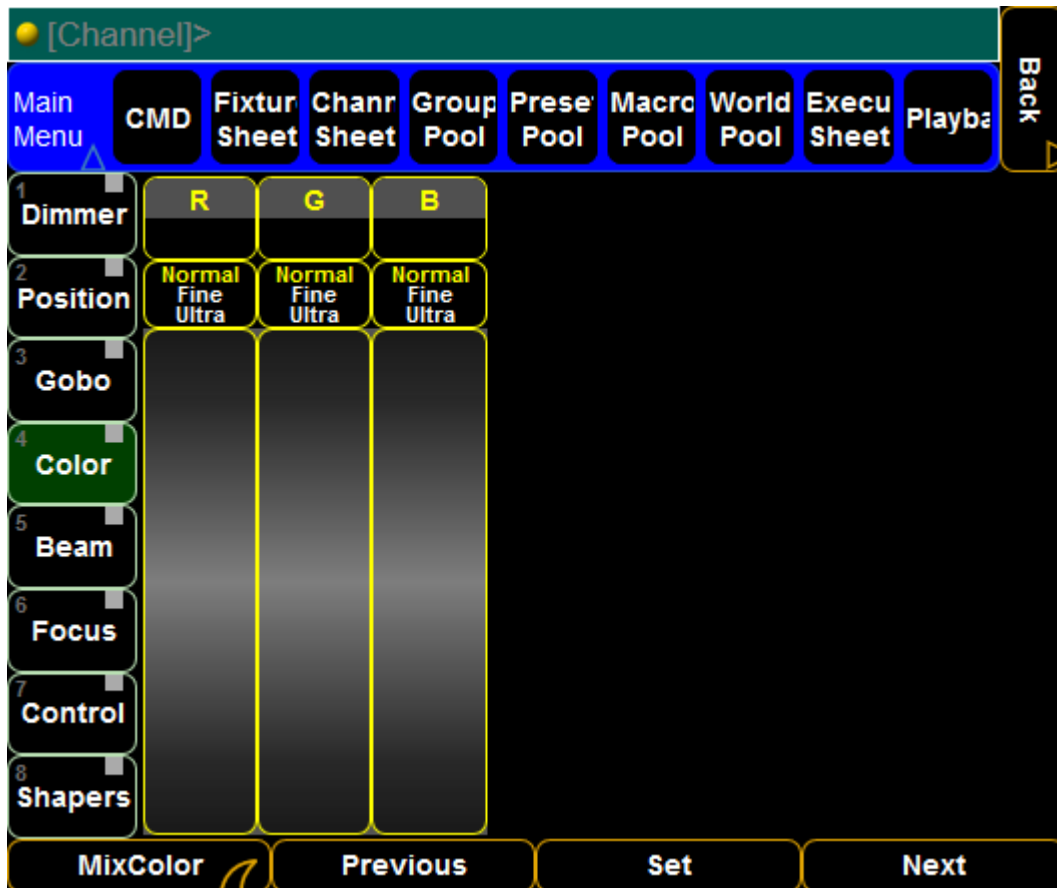 [Channel]>
Back
Main
Menu
CMD
Fixtur
Sheet
Chanr
Sheet
Group
Pool
Prese
Pool
Macro
Pool
World
Pool
Execu
Sheet
Playba
1
Dimmer
2
Position
3
Gobo
4
Color
5
Beam
6
Focus
7
Control
8
Shapers
R G B
Normal Normal Normal
Fine Fine Fine
Ultra Ultra Ultra
MixColor Previous Set Next